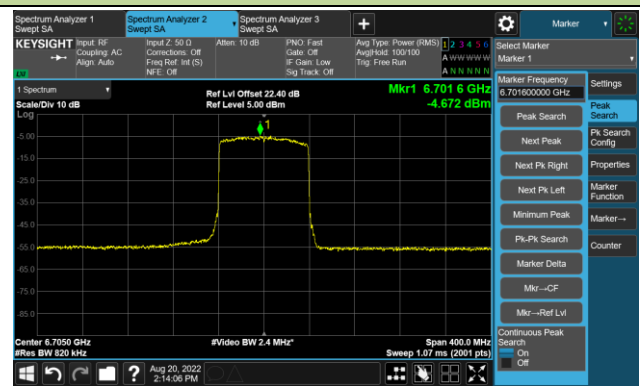 Spectrum Analyzer 1
Swept SA
Spectrum Analyzer 2
Swept SA
Spectrum Analyzer 3
Swept SA
Marker
KEYSIGHT
Input: RF
Coupling: AC
Align: Auto
Input Z: 50 Ω
Corrections: Off
Freq Ref: Int (S)
NFE: Off
Atten: 10 dB
PNO: Fast
Gate: Off
IF Gain: Low
Sig Track: Off
Avg Type: Power (RMS)
Avg|Hold: 100/100
Trig: Free Run
1 2 3 4 5 6
A W W W W W
A N N N N N
LXI
1 Spectrum
Scale/Div 10 dB
Log
Ref Lvl Offset 22.40 dB
Ref Level 5.00 dBm
Mkr1 6.701 6 GHz
-4.672 dBm
1
-5.00
-15.0
-25.0
-35.0
-45.0
-55.0
-65.0
-75.0
-85.0
Center 6.7050 GHz
#Res BW 820 kHz
#Video BW 2.4 MHz*
Span 400.0 MHz
Sweep 1.07 ms (2001 pts)
Aug 20, 2022
2:14:06 PM
?
Select Marker
Marker 1
Marker Frequency
6.701600000 GHz
Peak Search
Next Peak
Next Pk Right
Next Pk Left
Minimum Peak
Pk-Pk Search
Marker Delta
Mkr→CF
Mkr→Ref Lvl
Continuous Peak
Search
On
Off
Settings
Peak
Search
Pk Search
Config
Properties
Marker
Function
Marker→
Counter